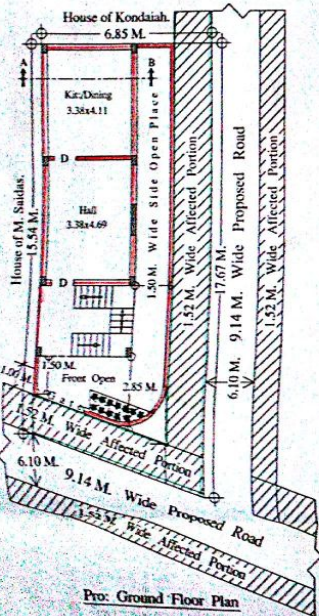 House of Kondaiah.
6.85 M.
A
B
Kit:/Dining
3.38x4.11
D
Hall
3.38x4.69
D
House of M. Saidas.
15.54 M.
1.50 M. Wide Side Open Place
1.52 M. Wide Affected Portion
17.67 M.
6.10 M. 9.14 M. Wide Proposed Road
1.52 M. Wide Affected Portion
1.50 M.
Front Open
2.85 M.
1.00 M.
1.52 M. Wide Affected Portion
6.10 M.
9.14 M. Wide Proposed Road
1.52 M. Wide Affected Portion
Pro: Ground Floor Plan